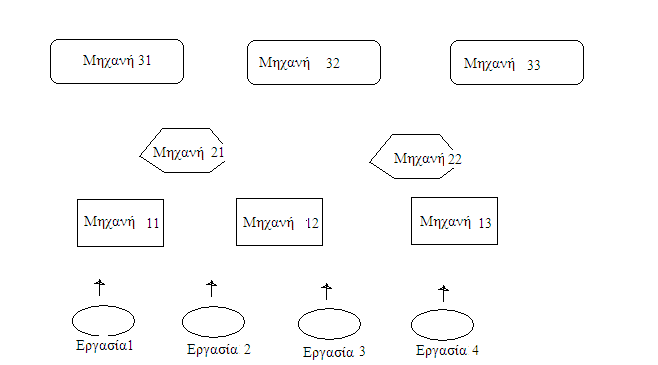 Μηχανή 31
Μηχανή 32
Μηχανή 33
Μηχανή 21
Μηχανή 22
Μηχανή 11
Μηχανή 12
Μηχανή 13
Εργασία1
Εργασία 2
Εργασία 3
Εργασία 4